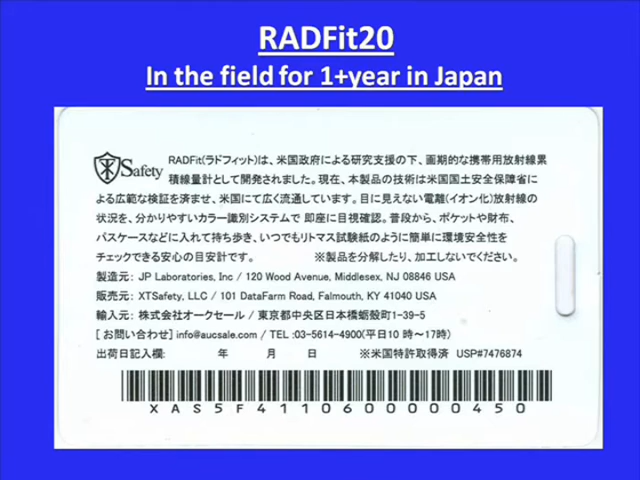 RADFit20
In the field for 1+year in Japan
XT Safety
RADFit(ラドフィット)は、米国政府による研究支援の下、画期的な携帯用放射線累
積線量計として開発されました。現在、本製品の技術は米国国土安全保障省に
よる広範な検証を済ませ、米国にて広く流通しています。目に見えない電離(イオン化)放射線の
状況を、分かりやすいカラー識別システムで 即座に目視確認。普段から、ポケットや財布、
パスケースなどに入れて持ち歩き、いつでもリトマス試験紙のように簡単に環境安全性を
チェックできる安心の目安計です。 ※製品を分解したり、加工しないでください。
製造元: JP Laboratories, Inc / 120 Wood Avenue, Middlesex, NJ 08846 USA
販売元: XTSafety, LLC / 101 DataFarm Road, Falmouth, KY 41040 USA
輸入元: 株式会社オークセール / 東京都中央区日本橋蛎殻町1-39-5
[ お問い合わせ] info@aucsale.com / TEL :03-5614-4900(平日10 時～17時)
出荷日記入欄: 年 月 日 ※米国特許取得済 USP#7476874
XAS5F4110600000450